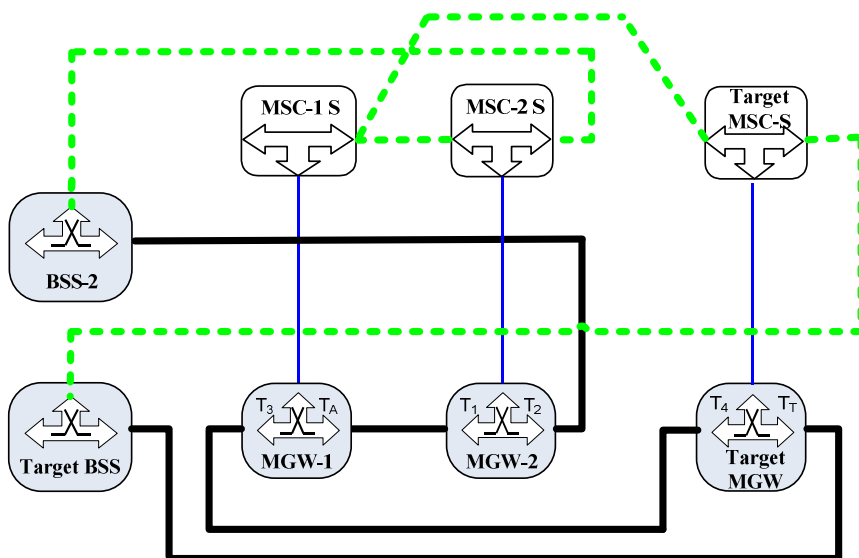 MSC-1 S
MSC-2 S
Target
MSC-S
BSS-2
T3
TA
T1
T2
T4
TT
Target BSS
MGW-1
MGW-2
Target
MGW